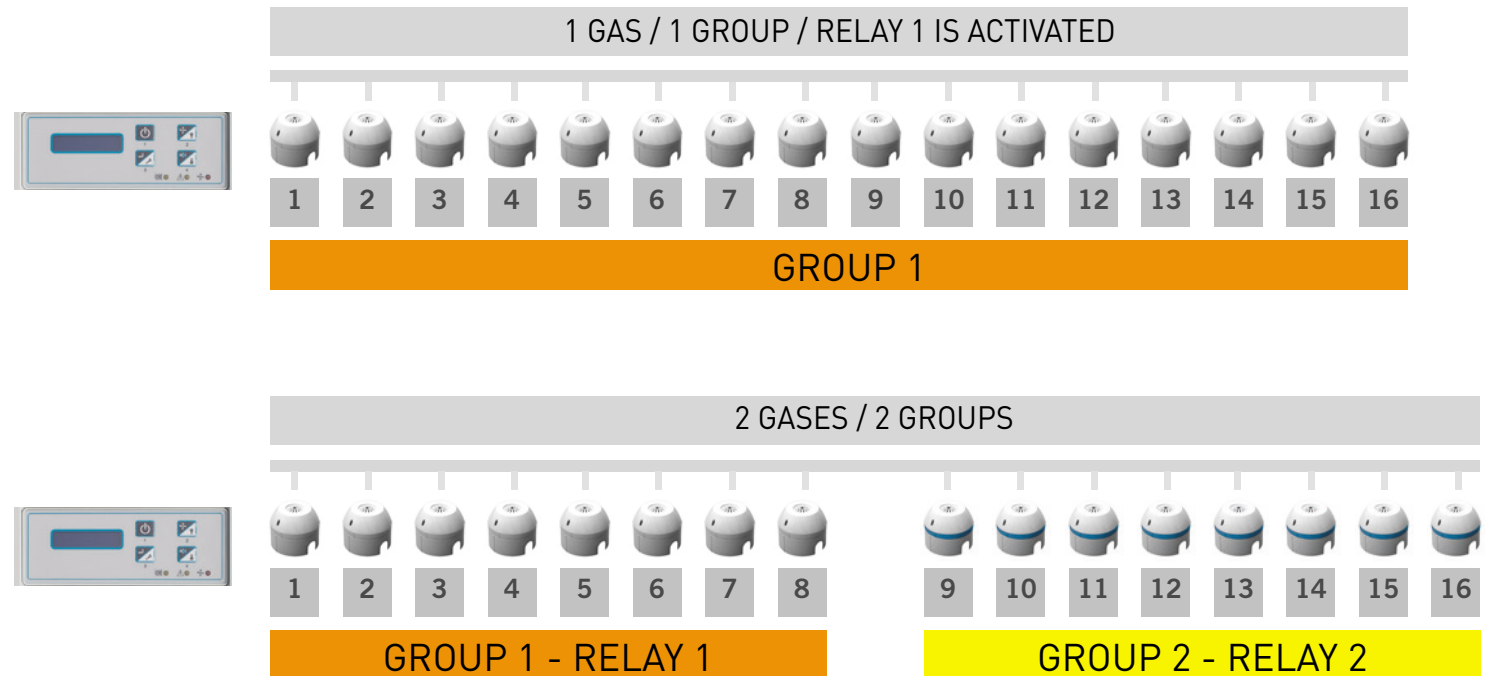 1 GAS / 1 GROUP / RELAY 1 IS ACTIVATED
1 2 3 4 5 6 7 8 9 10 11 12 13 14 15 16
GROUP 1
2 GASES / 2 GROUPS
1 2 3 4 5 6 7 8 9 10 11 12 13 14 15 16
GROUP 1 - RELAY 1 GROUP 2 - RELAY 2